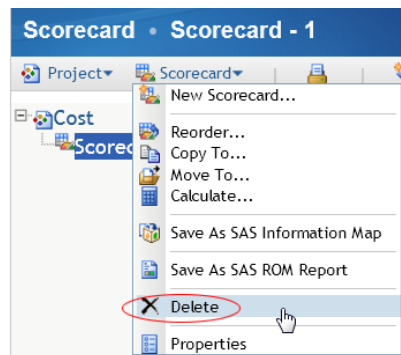 Scorecard • Scorecard - 1
Project▾ Scorecard▾
New Scorecard...
Cost
Reorder...
Scorec
Copy To...
Move To...
Calculate...
Save As SAS Information Map
Save As SAS ROM Report
Delete
Properties